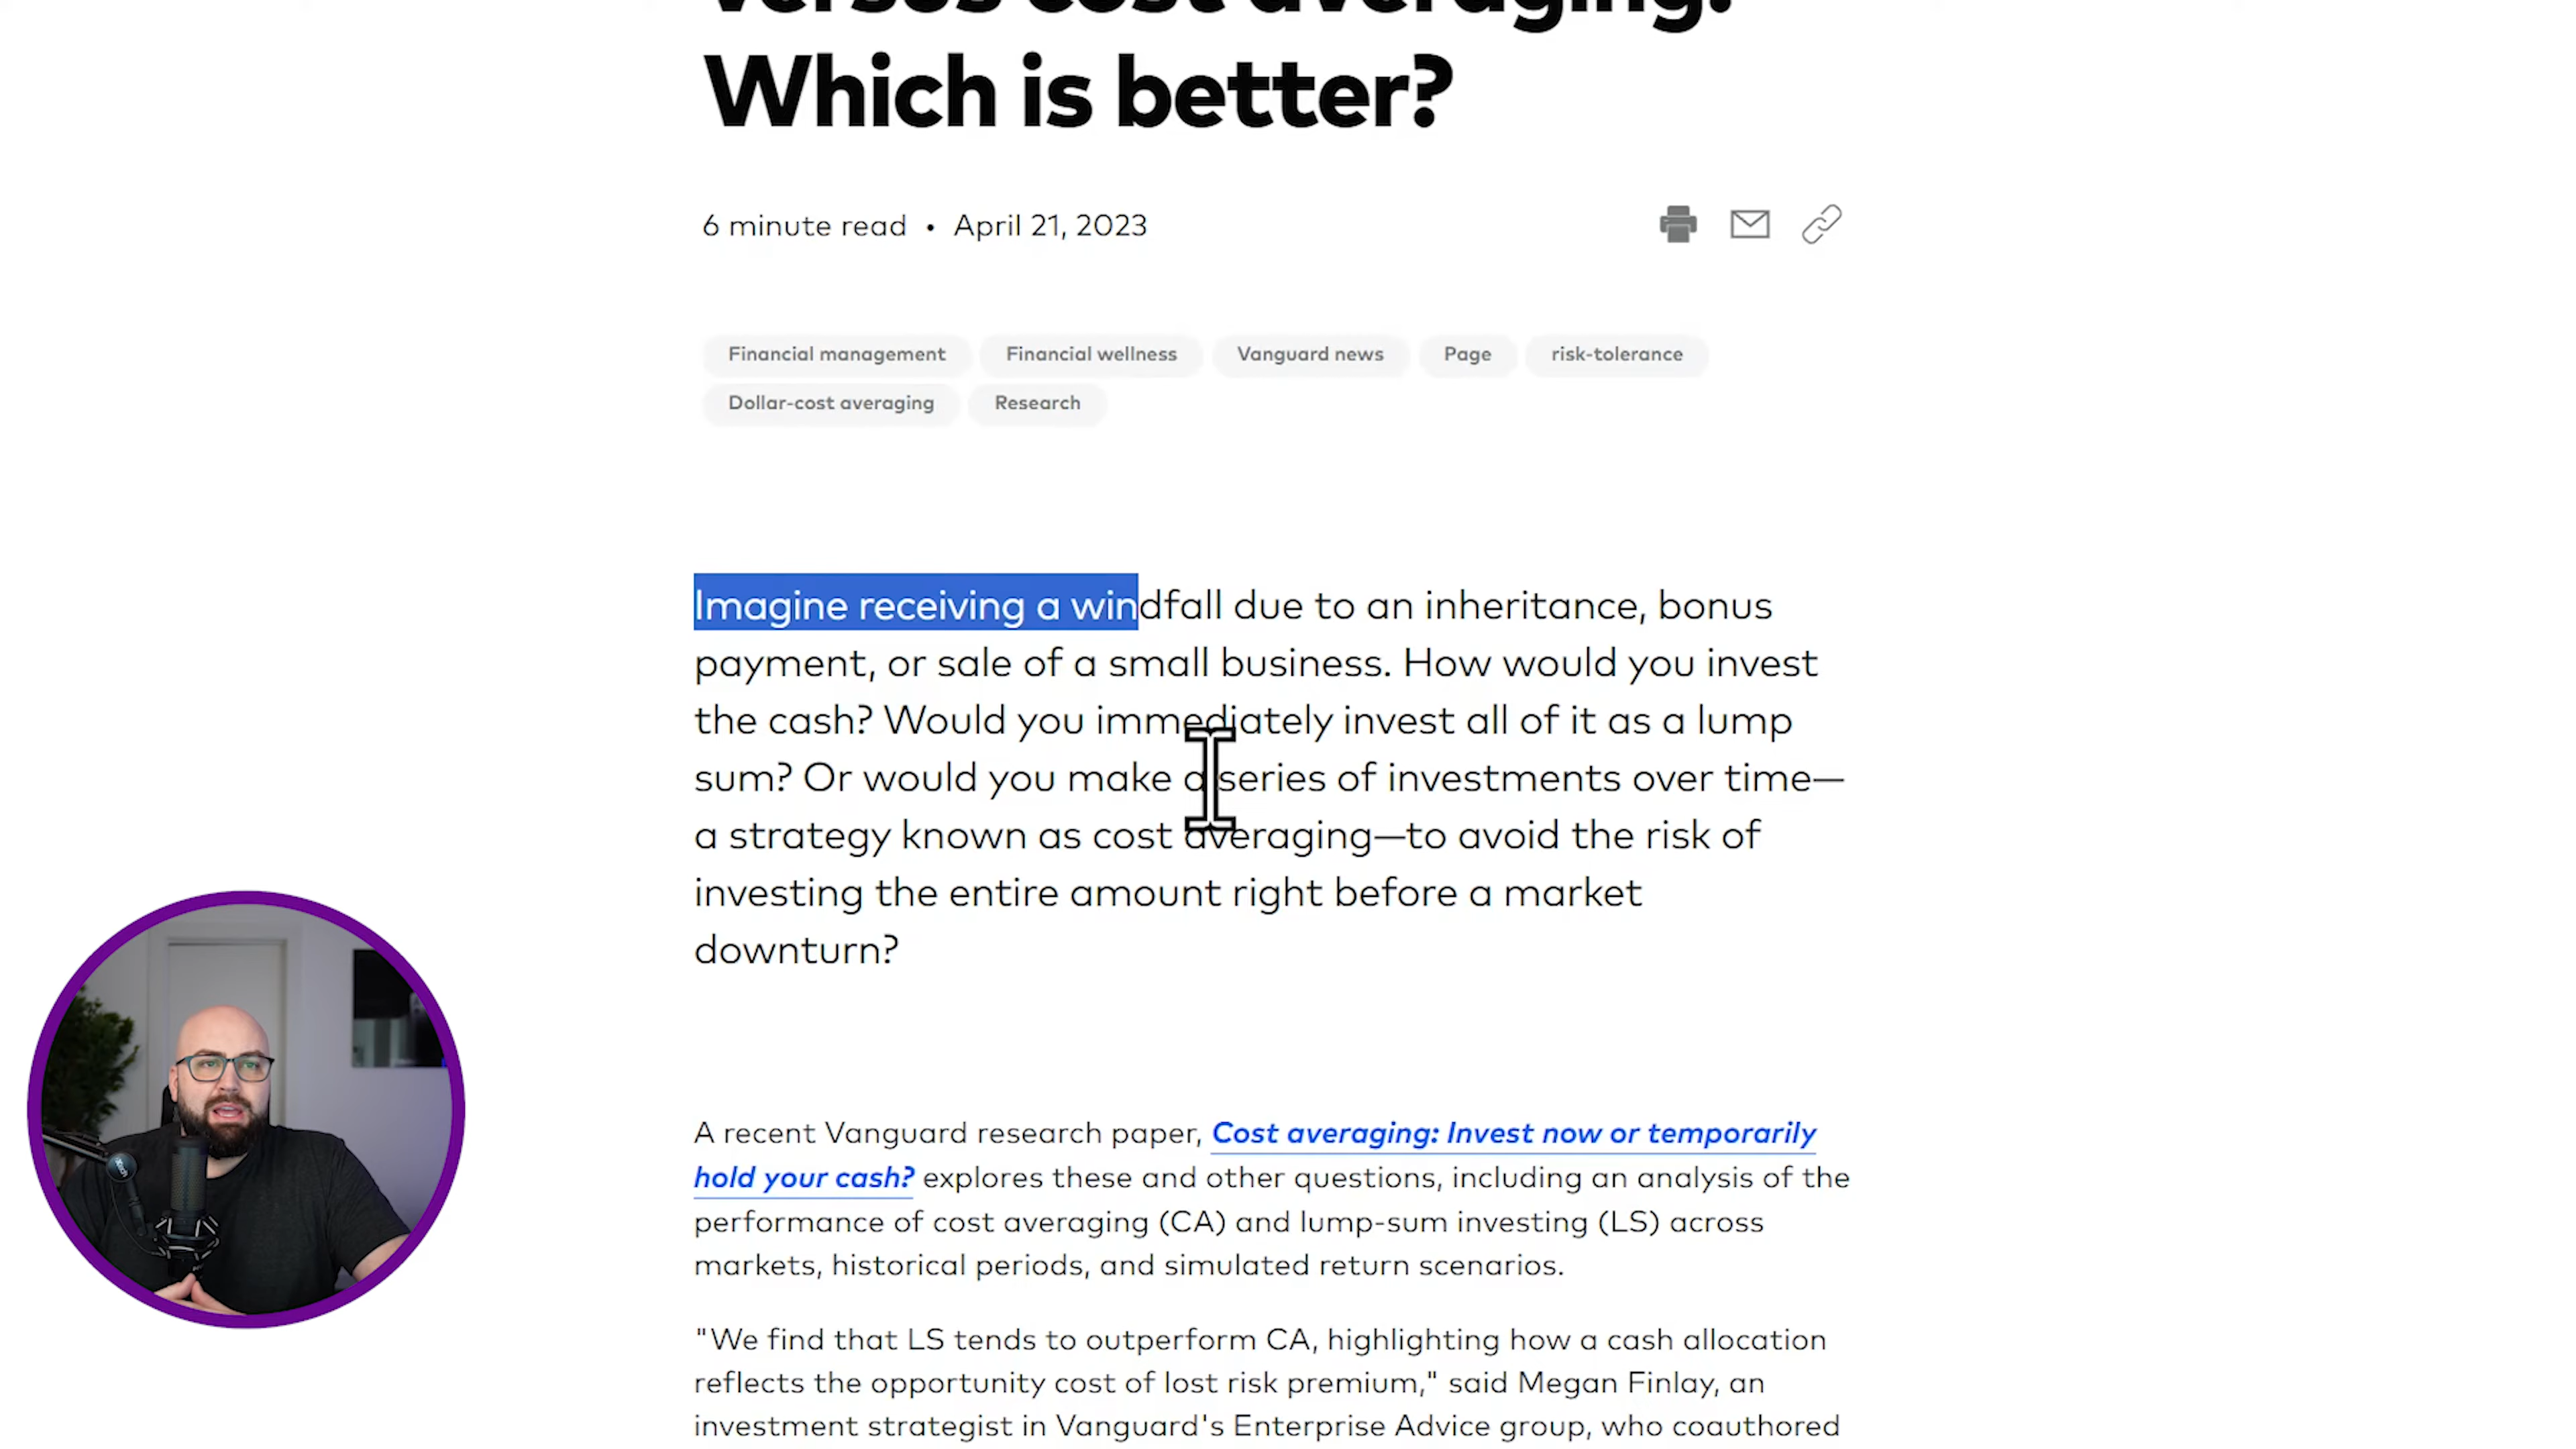 versus cost averaging:
Which is better?
6 minute read • April 21, 2023
Financial management Financial wellness Vanguard news Page risk-tolerance
Dollar-cost averaging Research
Imagine receiving a windfall due to an inheritance, bonus
payment, or sale of a small business. How would you invest
the cash? Would you immediately invest all of it as a lump
sum? Or would you make a series of investments over time—
a strategy known as cost averaging—to avoid the risk of
investing the entire amount right before a market
downturn?
A recent Vanguard research paper, Cost averaging: Invest now or temporarily
hold your cash? explores these and other questions, including an analysis of the
performance of cost averaging (CA) and lump-sum investing (LS) across
markets, historical periods, and simulated return scenarios.
"We find that LS tends to outperform CA, highlighting how a cash allocation
reflects the opportunity cost of lost risk premium," said Megan Finlay, an
investment strategist in Vanguard's Enterprise Advice group, who coauthored